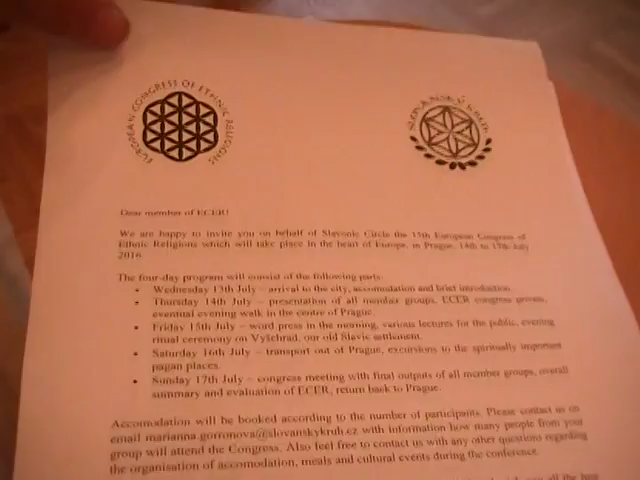 EUROPEAN CONGRESS OF ETHNIC RELIGIONS
SLOVANSKÝ KRUH
Dear member of ECER!
We are happy to invite you on behalf of Slavonic Circle the 15th European Congress of
Ethnic Religions which will take place in the heart of Europe, in Prague, 14th to 17th July
2016.
The four-day program will consist of the following parts:
• Wednesday 13th July – arrival to the city, accomodation and brief introduction.
• Thursday 14th July – presentation of all member groups, ECER congress proves,
eventual evening walk in the centre of Prague.
• Friday 15th July – word press in the morning, various lectures for the public, evening
ritual ceremony on Vyšehrad, our old Slavic settlement.
• Saturday 16th July – transport out of Prague, excursions to the spiritually important
pagan places.
• Sunday 17th July – congress meeting with final outputs of all member groups, overall
summary and evaluation of ECER, return back to Prague.
Accomodation will be booked according to the number of participants. Please contact us on
email marianna.gorronova@slovanskykruh.cz with information how many people from your
group will attend the Congress. Also feel free to contact us with any other questions regarding
the organisation of accomodation, meals and cultural events during the conference.